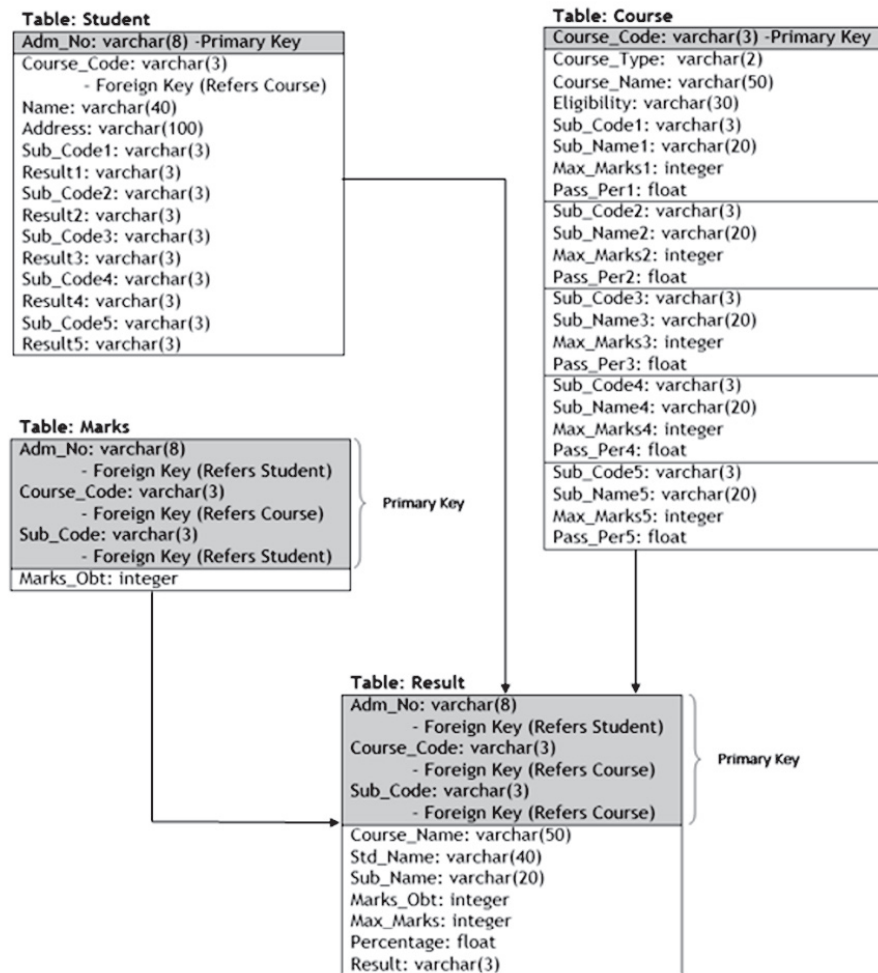 Table: Student
Adm_No: varchar(8) -Primary Key
Course_Code: varchar(3)
- Foreign Key (Refers Course)
Name: varchar(40)
Address: varchar(100)
Sub_Code1: varchar(3)
Result1: varchar(3)
Sub_Code2: varchar(3)
Result2: varchar(3)
Sub_Code3: varchar(3)
Result3: varchar(3)
Sub_Code4: varchar(3)
Result4: varchar(3)
Sub_Code5: varchar(3)
Result5: varchar(3)
Table: Course
Course_Code: varchar(3) -Primary Key
Course_Type: varchar(2)
Course_Name: varchar(50)
Eligibility: varchar(30)
Sub_Code1: varchar(3)
Sub_Name1: varchar(20)
Max_Marks1: integer
Pass_Per1: float
Sub_Code2: varchar(3)
Sub_Name2: varchar(20)
Max_Marks2: integer
Pass_Per2: float
Sub_Code3: varchar(3)
Sub_Name3: varchar(20)
Max_Marks3: integer
Pass_Per3: float
Sub_Code4: varchar(3)
Sub_Name4: varchar(20)
Max_Marks4: integer
Pass_Per4: float
Sub_Code5: varchar(3)
Sub_Name5: varchar(20)
Max_Marks5: integer
Pass_Per5: float
Table: Marks
Adm_No: varchar(8)
- Foreign Key (Refers Student)
Course_Code: varchar(3)
- Foreign Key (Refers Course)
Sub_Code: varchar(3)
- Foreign Key (Refers Student)
Marks_Obt: integer
Primary Key
Table: Result
Adm_No: varchar(8)
- Foreign Key (Refers Student)
Course_Code: varchar(3)
- Foreign Key (Refers Course)
Sub_Code: varchar(3)
- Foreign Key (Refers Course)
Course_Name: varchar(50)
Std_Name: varchar(40)
Sub_Name: varchar(20)
Marks_Obt: integer
Max_Marks: integer
Percentage: float
Result: varchar(3)
Primary Key